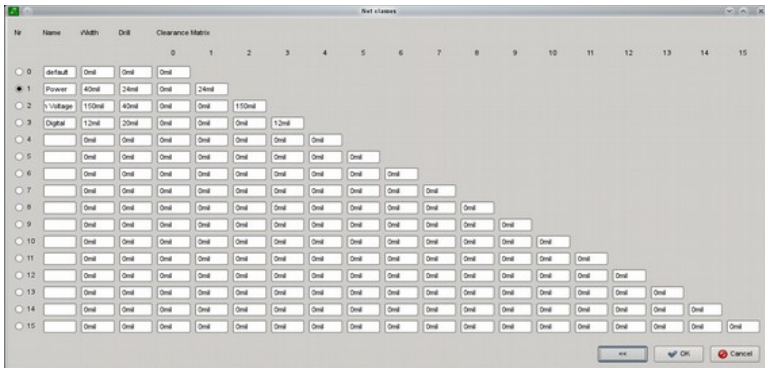 Net classes
Nr Name Width Drill Clearance Matrix
0 1 2 3 4 5 6 7 8 9 10 11 12 13 14 15
0 default 0mil 0mil 0mil
1 Power 40mil 24mil 0mil 24mil
2 Voltage 150mil 40mil 0mil 0mil 150mil
3 Digital 12mil 20mil 0mil 0mil 0mil 12mil
4 0mil 0mil 0mil 0mil 0mil 0mil 0mil
5 0mil 0mil 0mil 0mil 0mil 0mil 0mil 0mil
6 0mil 0mil 0mil 0mil 0mil 0mil 0mil 0mil 0mil
7 0mil 0mil 0mil 0mil 0mil 0mil 0mil 0mil 0mil 0mil
8 0mil 0mil 0mil 0mil 0mil 0mil 0mil 0mil 0mil 0mil 0mil
9 0mil 0mil 0mil 0mil 0mil 0mil 0mil 0mil 0mil 0mil 0mil 0mil
10 0mil 0mil 0mil 0mil 0mil 0mil 0mil 0mil 0mil 0mil 0mil 0mil 0mil
11 0mil 0mil 0mil 0mil 0mil 0mil 0mil 0mil 0mil 0mil 0mil 0mil 0mil 0mil
12 0mil 0mil 0mil 0mil 0mil 0mil 0mil 0mil 0mil 0mil 0mil 0mil 0mil 0mil 0mil
13 0mil 0mil 0mil 0mil 0mil 0mil 0mil 0mil 0mil 0mil 0mil 0mil 0mil 0mil 0mil 0mil
14 0mil 0mil 0mil 0mil 0mil 0mil 0mil 0mil 0mil 0mil 0mil 0mil 0mil 0mil 0mil 0mil 0mil
15 0mil 0mil 0mil 0mil 0mil 0mil 0mil 0mil 0mil 0mil 0mil 0mil 0mil 0mil 0mil 0mil 0mil 0mil
<< OK Cancel